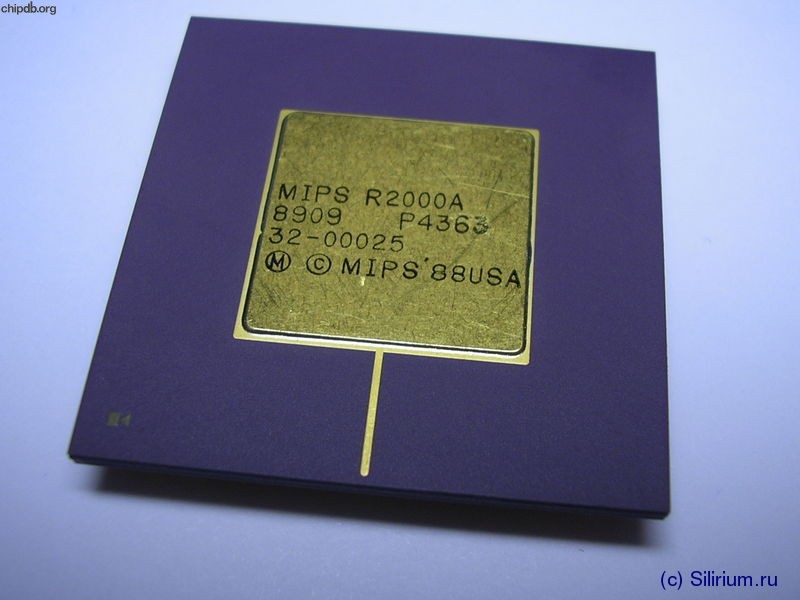 chipdb.org
MIPS R2000A
8909 P4363
32-00025
Ⓜ © MIPS '88USA
(c) Silirium.ru